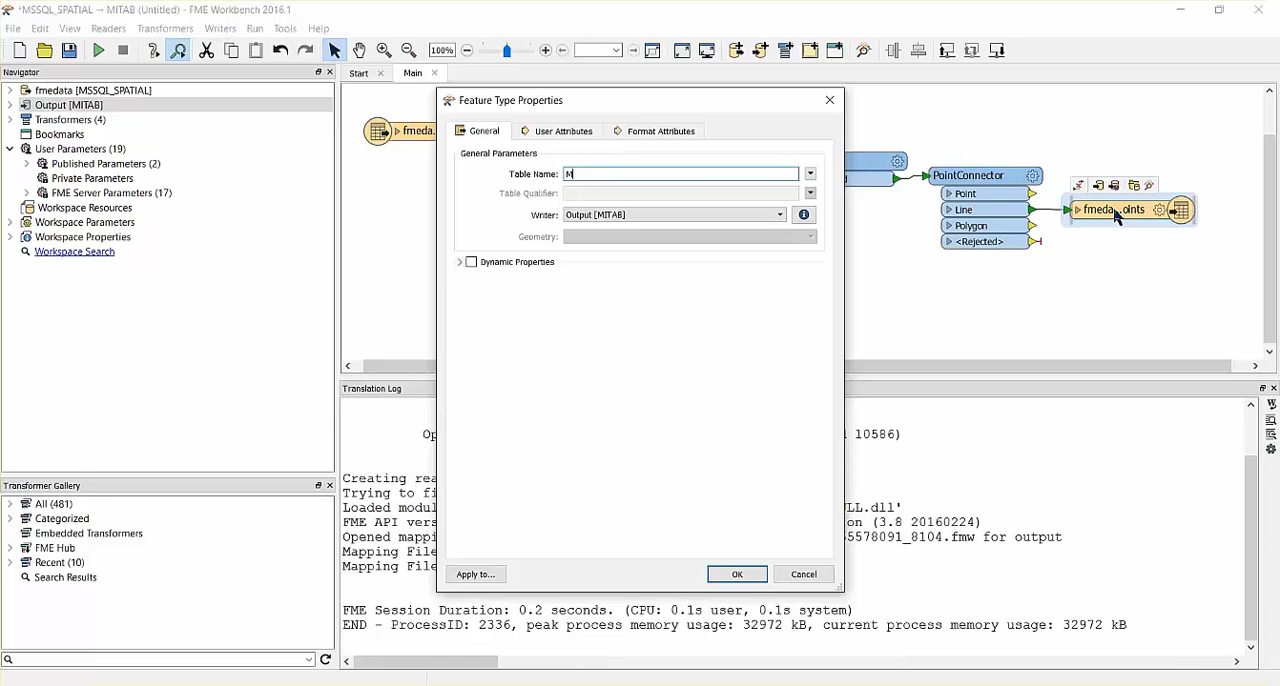 *MSSQL_SPATIAL → MITAB (Untitled) - FME Workbench 2016.1
File Edit View Readers Transformers Writers Run Tools Help
100%
Navigator
fmedata [MSSQL_SPATIAL]
Output [MITAB]
Transformers (4)
Bookmarks
User Parameters (19)
Published Parameters (2)
Private Parameters
FME Server Parameters (17)
Workspace Resources
Workspace Parameters
Workspace Properties
Workspace Search
Transformer Gallery
All (481)
Categorized
Embedded Transformers
FME Hub
Recent (10)
Search Results
Start Main
fmeda.
PointConnector
Point
Line
Polygon
<Rejected>
fmeda...oints
Feature Type Properties
General User Attributes Format Attributes
General Parameters
Table Name: M
Table Qualifier:
Writer: Output [MITAB]
Geometry:
Dynamic Properties
Apply to... OK Cancel
Translation Log
Op
10586)
Creating rea
Trying to fi
Loaded modul
ULL.dll'
FME API vers
on (3.8 20160224)
Opened mappi
35578091_8104.fmw for output
Mapping File
Mapping File
FME Session Duration: 0.2 seconds. (CPU: 0.1s user, 0.1s system)
END - ProcessID: 2336, peak process memory usage: 32972 kB, current process memory usage: 32972 kB